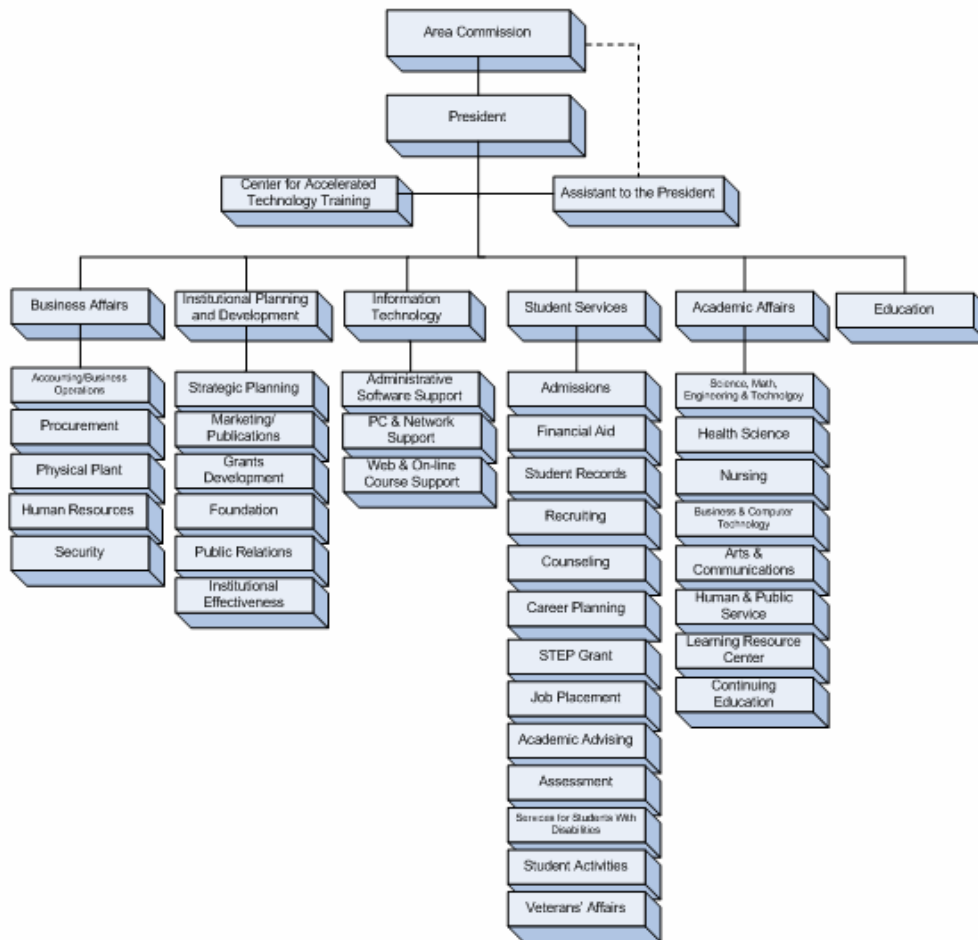 Area Commission
President
Center for Accelerated
Technology Training
Assistant to the President
Business Affairs
Institutional Planning
and Development
Information
Technology
Student Services
Academic Affairs
Education
Accounting/Business
Operations
Procurement
Physical Plant
Human Resources
Security
Strategic Planning
Marketing/
Publications
Grants
Development
Foundation
Public Relations
Institutional
Effectiveness
Administrative
Software Support
PC & Network
Support
Web & On-line
Course Support
Admissions
Financial Aid
Student Records
Recruiting
Counseling
Career Planning
STEP Grant
Job Placement
Academic Advising
Assessment
Services for Students With
Disabilities
Student Activities
Veterans' Affairs
Science, Math,
Engineering & Technolgoy
Health Science
Nursing
Business & Computer
Technology
Arts &
Communications
Human & Public
Service
Learning Resource
Center
Continuing
Education